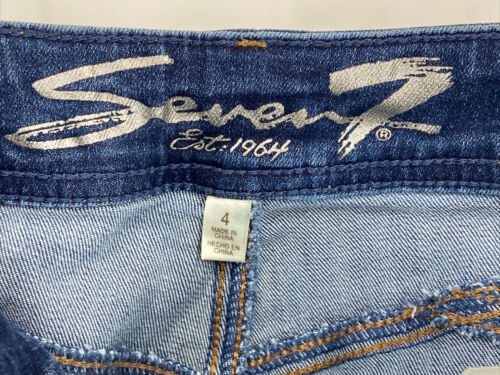 Seven7®
Est. 1964
4
MADE IN
CHINA
HECHO EN
CHINA